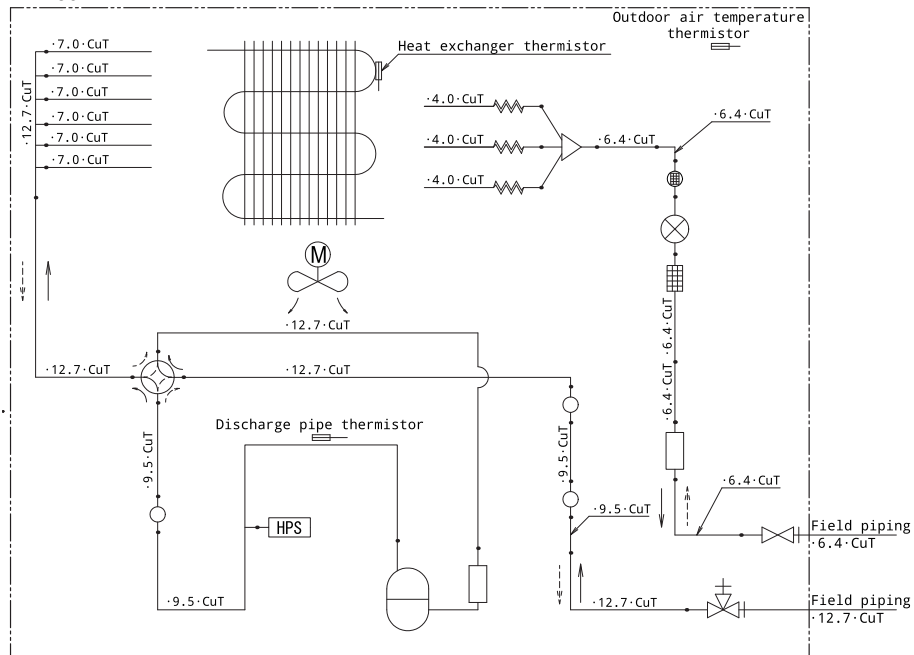 Outdoor air temperature
thermistor
·7.0·CuT
·7.0·CuT
·7.0·CuT
·7.0·CuT
·7.0·CuT
·7.0·CuT
·12.7·CuT
Heat exchanger thermistor
·4.0·CuT
·4.0·CuT
·4.0·CuT
·6.4·CuT
·6.4·CuT
M
·12.7·CuT
·6.4·CuT
·6.4·CuT
·12.7·CuT
·12.7·CuT
Discharge pipe thermistor
·9.5·CuT
·9.5·CuT
·6.4·CuT
·9.5·CuT
HPS
Field piping
·6.4·CuT
·9.5·CuT
·12.7·CuT
Field piping
·12.7·CuT